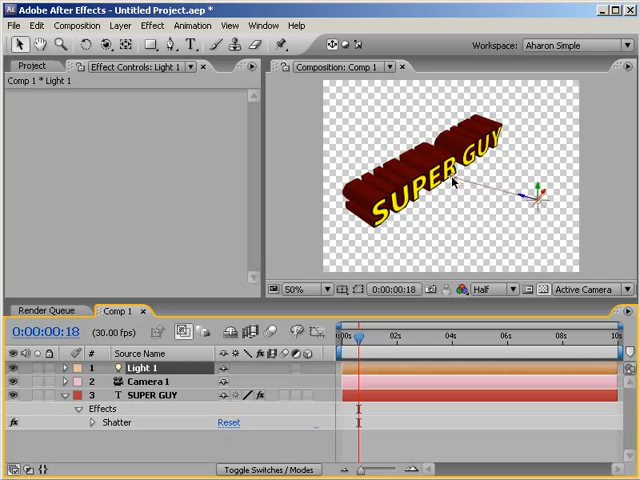 Adobe After Effects - Untitled Project.aep *
File Edit Composition Layer Effect Animation View Window Help
Workspace: Aharon Simple
Project Effect Controls: Light 1
Composition: Comp 1
Comp 1 * Light 1
SUPER GUY
50% 0:00:00:18 Half Active Camera
Render Queue Comp 1
0:00:00:18 (30.00 fps)
02s 04s 06s 08s 10s
# Source Name
1 Light 1
2 Camera 1
3 T SUPER GUY
Effects
Shatter Reset
Toggle Switches / Modes